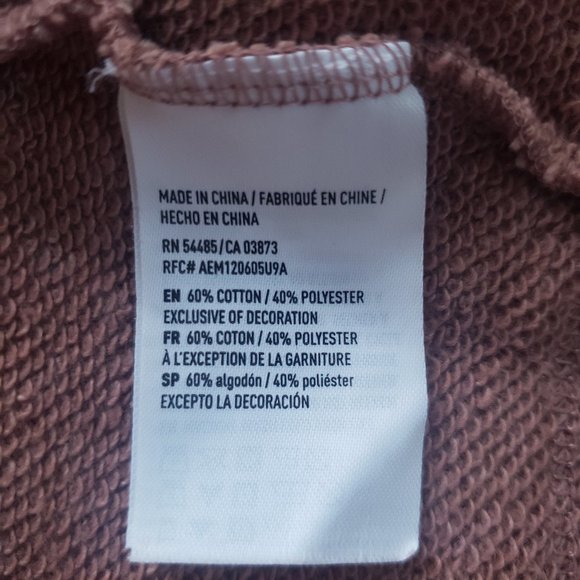 MADE IN CHINA / FABRIQUÉ EN CHINE /
HECHO EN CHINA
RN 54485/CA 03873
RFC# AEM120605U9A
EN 60% COTTON / 40% POLYESTER
EXCLUSIVE OF DECORATION
FR 60% COTON / 40% POLYESTER
À L'EXCEPTION DE LA GARNITURE
SP 60% algodón / 40% poliéster
EXCEPTO LA DECORACIÓN